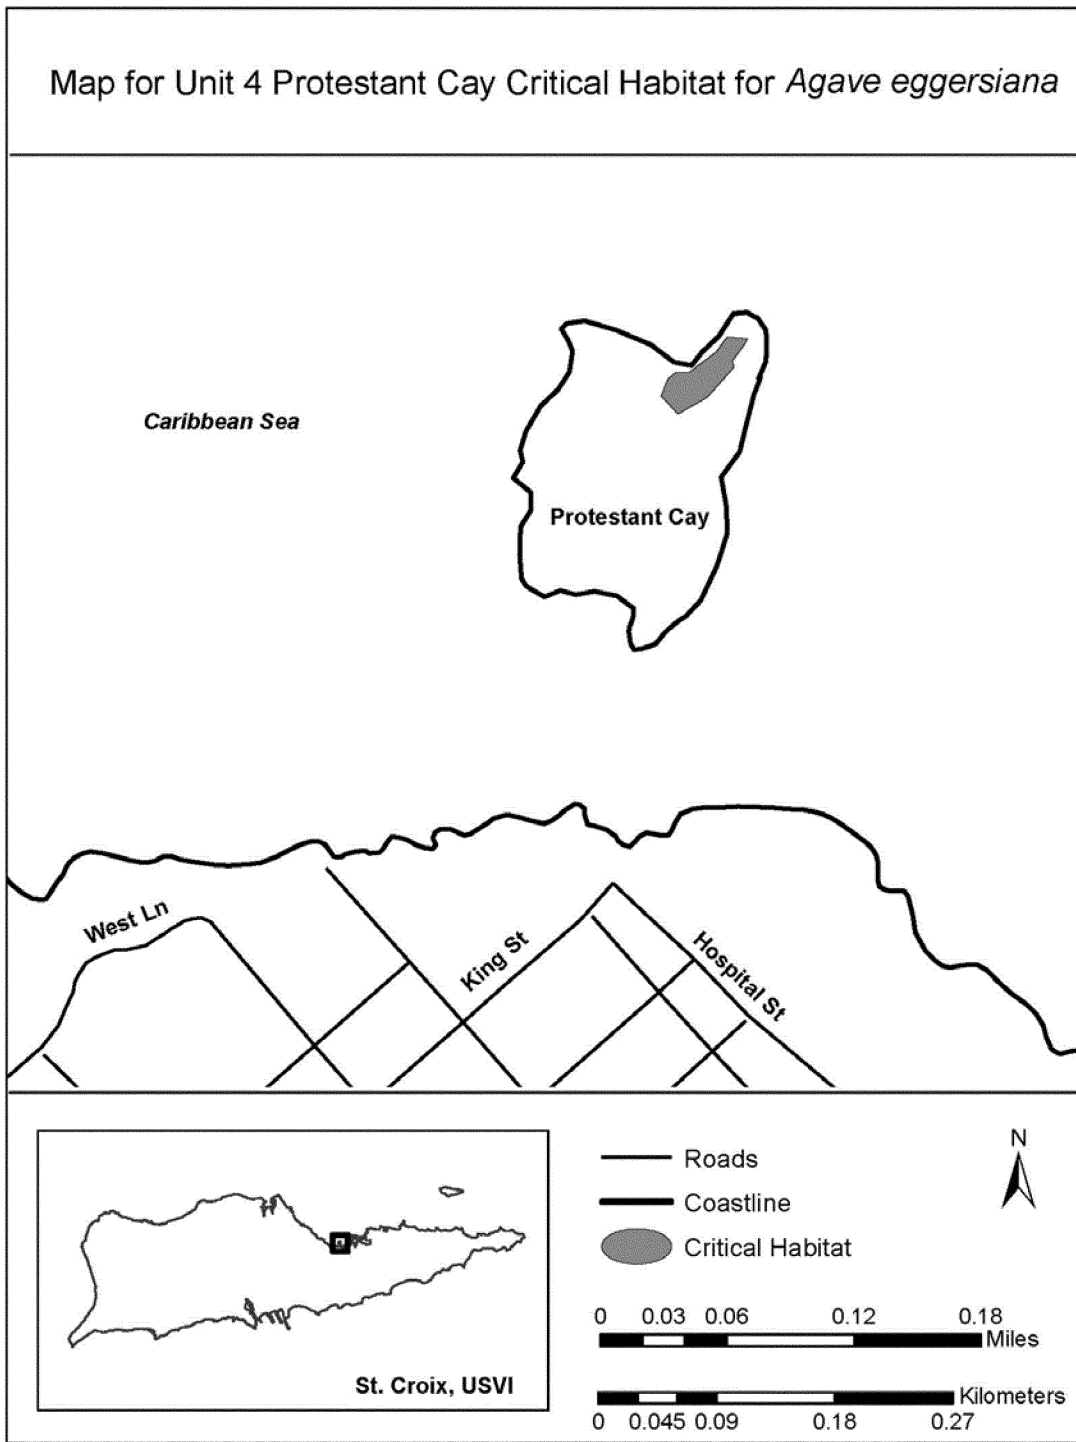 Map for Unit 4 Protestant Cay Critical Habitat for Agave eggersiana
Caribbean Sea
Protestant Cay
West Ln
King St
Hospital St
St. Croix, USVI
Roads
Coastline
Critical Habitat
N
0 0.03 0.06 0.12 0.18
Miles
Kilometers
0 0.045 0.09 0.18 0.27